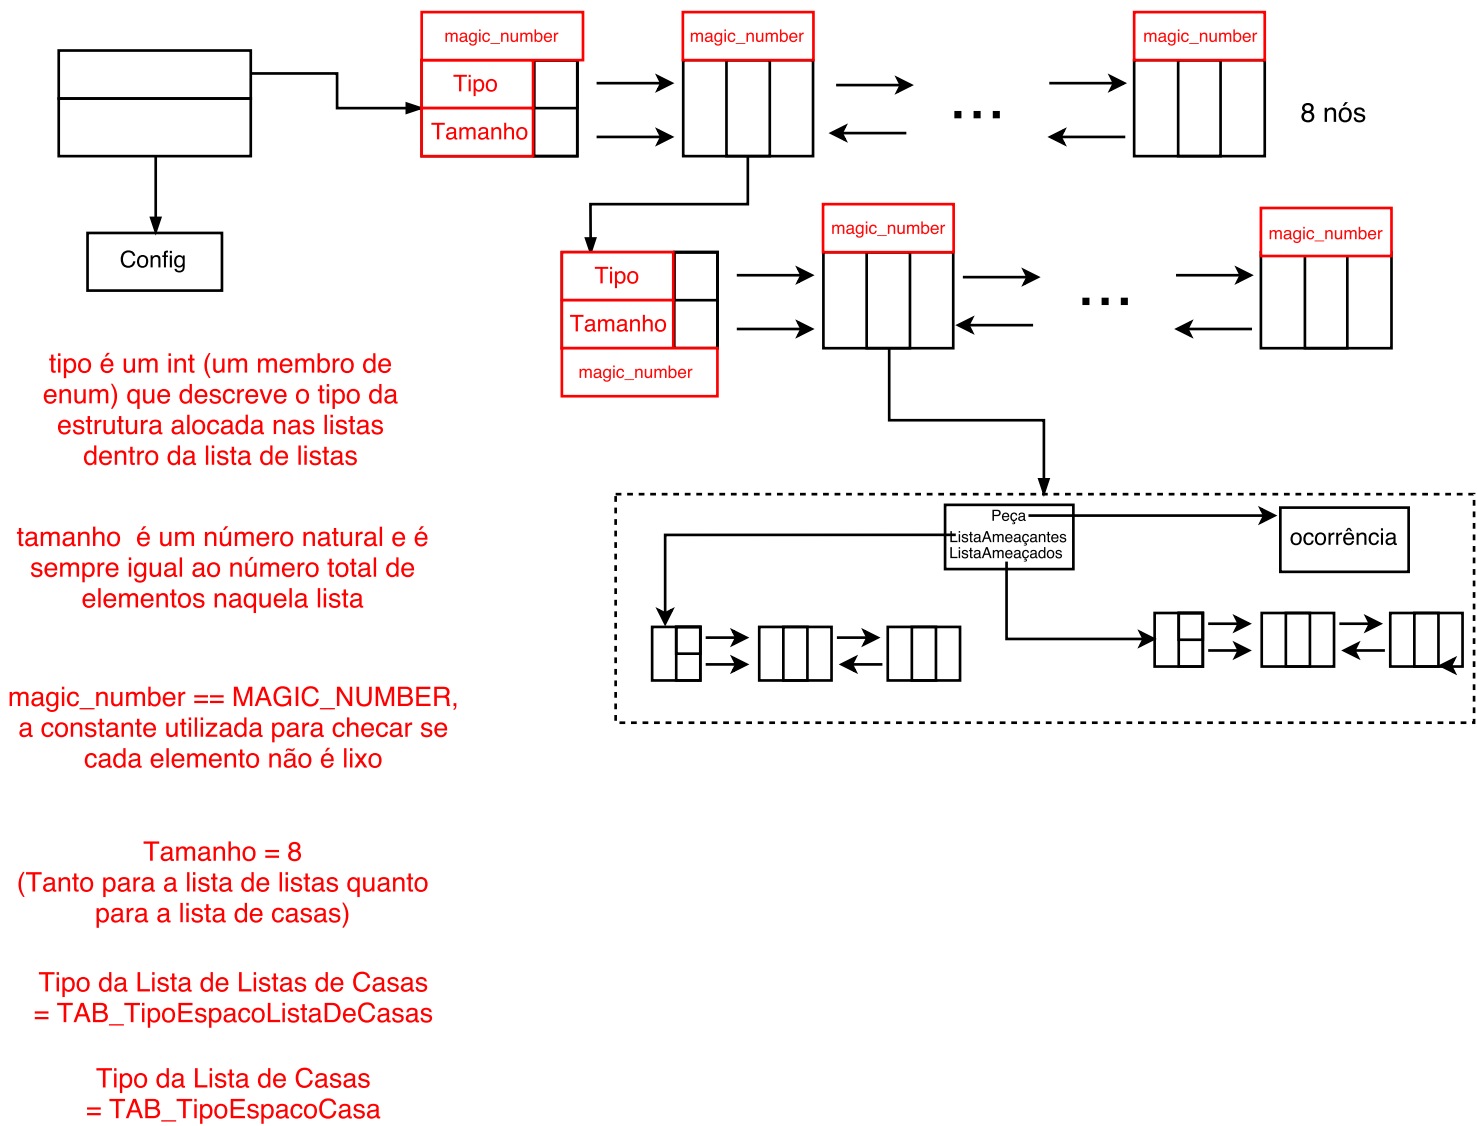 magic_number
magic_number
magic_number
Tipo
Tamanho
...
8 nós
Config
magic_number
magic_number
Tipo
Tamanho
magic_number
...
tipo é um int (um membro de
enum) que descreve o tipo da
estrutura alocada nas listas
dentro da lista de listas
Peça
ListaAmeaçantes
ListaAmeaçados
ocorrência
tamanho é um número natural e é
sempre igual ao número total de
elementos naquela lista
magic_number == MAGIC_NUMBER,
a constante utilizada para checar se
cada elemento não é lixo
Tamanho = 8
(Tanto para a lista de listas quanto
para a lista de casas)
Tipo da Lista de Listas de Casas
= TAB_TipoEspacoListaDeCasas
Tipo da Lista de Casas
= TAB_TipoEspacoCasa